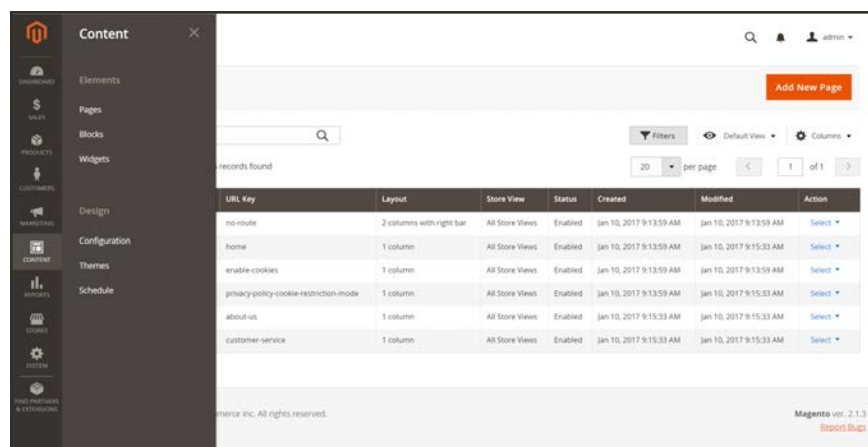 Content
admin
DASHBOARD
Elements
Add New Page
SALES
Pages
Blocks
Filters
Default View
Columns
PRODUCTS
Widgets
records found
20
per page
1
of 1
CUSTOMERS
URL Key
Layout
Store View
Status
Created
Modified
Action
MARKETING
Design
no-route
2 columns with right bar
All Store Views
Enabled
Jan 10, 2017 9:13:59 AM
Jan 10, 2017 9:13:59 AM
Select
Configuration
home
1 column
All Store Views
Enabled
Jan 10, 2017 9:13:59 AM
Jan 10, 2017 9:15:33 AM
Select
CONTENT
Themes
enable-cookies
1 column
All Store Views
Enabled
Jan 10, 2017 9:13:59 AM
Jan 10, 2017 9:13:59 AM
Select
REPORTS
Schedule
privacy-policy-cookie-restriction-mode
1 column
All Store Views
Enabled
Jan 10, 2017 9:13:59 AM
Jan 10, 2017 9:15:33 AM
Select
STORES
about-us
1 column
All Store Views
Enabled
Jan 10, 2017 9:15:33 AM
Jan 10, 2017 9:15:33 AM
Select
customer-service
1 column
All Store Views
Enabled
Jan 10, 2017 9:15:33 AM
Jan 10, 2017 9:15:33 AM
Select
SYSTEM
FIND PARTNERS
& EXTENSIONS
merce Inc. All rights reserved.
Magento ver. 2.1.3
Report Bugs